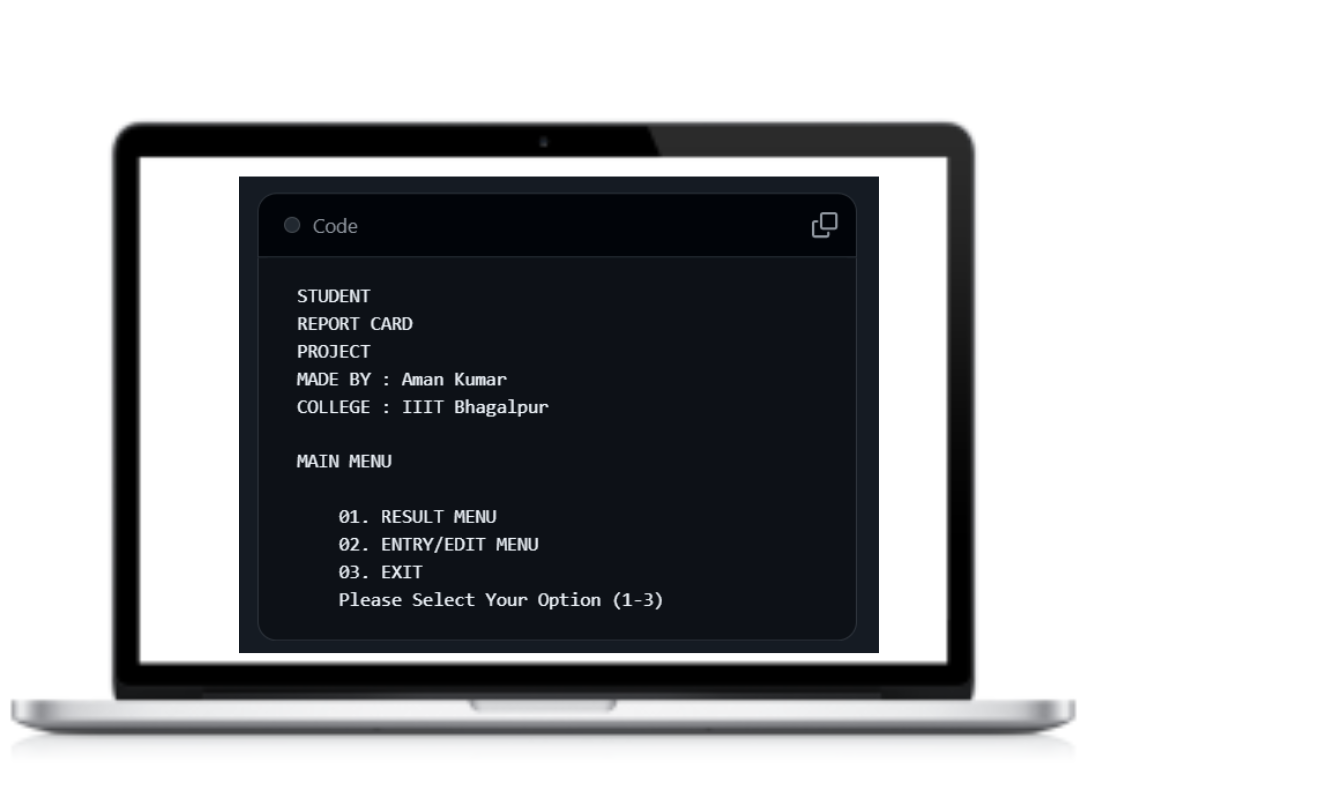 Code
STUDENT
REPORT CARD
PROJECT
MADE BY : Aman Kumar
COLLEGE : IIIT Bhagalpur
MAIN MENU
01. RESULT MENU
02. ENTRY/EDIT MENU
03. EXIT
Please Select Your Option (1-3)